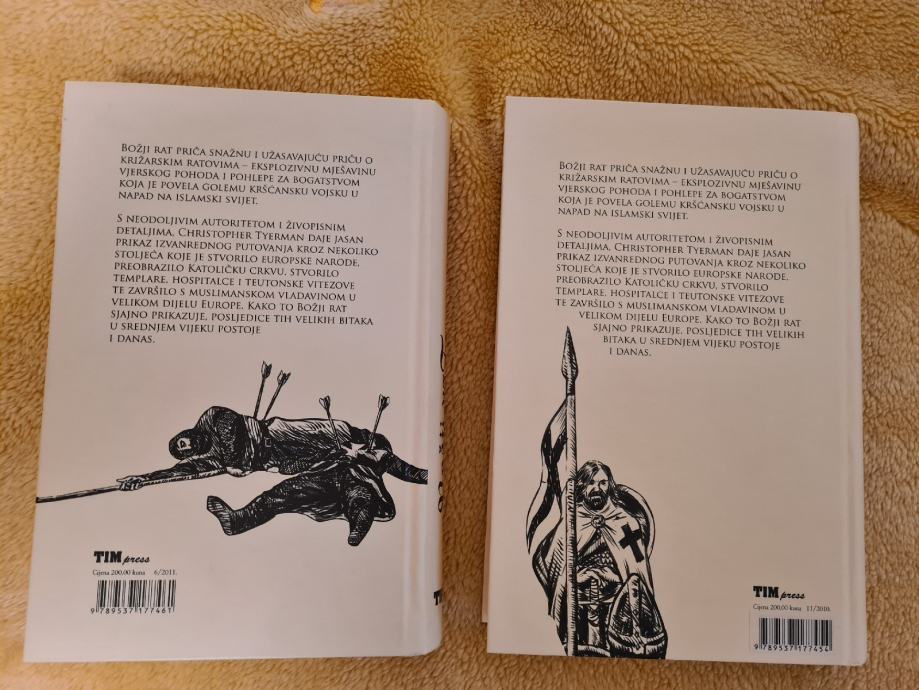 BOŽJI RAT PRIČA SNAŽNU I UŽASAVAJUĆU PRIČU O
KRIŽARSKIM RATOVIMA – EKSPLOZIVNU MJEŠAVINU
VJERSKOG POHODA I POHLEPE ZA BOGATSTVOM
KOJA JE POVELA GOLEMU KRŠĆANSKU VOJSKU U
NAPAD NA ISLAMSKI SVIJET.
S NEODOLJIVIM AUTORITETOM I ŽIVOPISNIM
DETALJIMA, CHRISTOPHER TYERMAN DAJE JASAN
PRIKAZ IZVANREDNOG PUTOVANJA KROZ NEKOLIKO
STOLJEĆA KOJE JE STVORILO EUROPSKE NARODE,
PREOBRAZILO KATOLIČKU CRKVU, STVORILO
TEMPLARE, HOSPITALCE I TEUTONSKE VITEZOVE
TE ZAVRŠILO S MUSLIMANSKOM VLADAVINOM U
VELIKOM DIJELU EUROPE. KAKO TO BOŽJI RAT
SJAJNO PRIKAZUJE, POSLJEDICE TIH VELIKIH BITAKA
U SREDNJEM VIJEKU POSTOJE
I DANAS.
TIM press
Cijena 200,00 kuna 6/2011.
9 789537 177461
BOŽJI RAT PRIČA SNAŽNU I UŽASAVAJUĆU PRIČU O
KRIŽARSKIM RATOVIMA – EKSPLOZIVNU MJEŠAVINU
VJERSKOG POHODA I POHLEPE ZA BOGATSTVOM
KOJA JE POVELA GOLEMU KRŠĆANSKU VOJSKU U
NAPAD NA ISLAMSKI SVIJET.
S NEODOLJIVIM AUTORITETOM I ŽIVOPISNIM
DETALJIMA, CHRISTOPHER TYERMAN DAJE JASAN
PRIKAZ IZVANREDNOG PUTOVANJA KROZ NEKOLIKO
STOLJEĆA KOJE JE STVORILO EUROPSKE NARODE,
PREOBRAZILO KATOLIČKU CRKVU, STVORILO
TEMPLARE, HOSPITALCE I TEUTONSKE VITEZOVE
TE ZAVRŠILO S MUSLIMANSKOM VLADAVINOM U
VELIKOM DIJELU EUROPE. KAKO TO BOŽJI RAT
SJAJNO PRIKAZUJE, POSLJEDICE TIH VELIKIH
BITAKA U SREDNJEM VIJEKU POSTOJE
I DANAS.
TIM press
Cijena 200,00 kuna 11/2010.
9 789537 177454